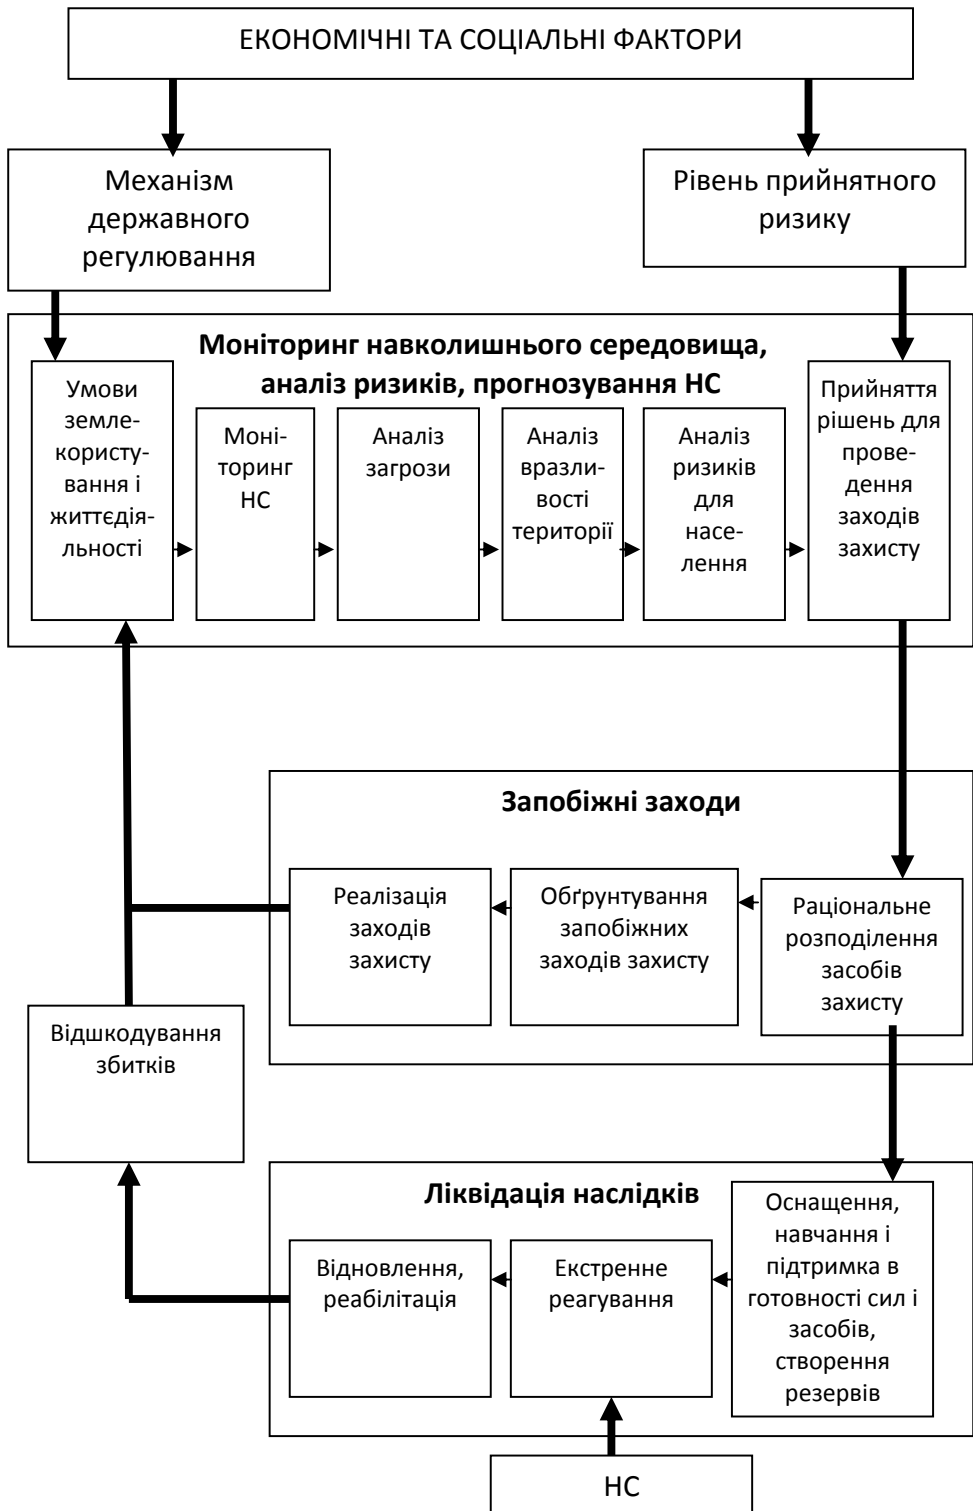 ЕКОНОМІЧНІ ТА СОЦІАЛЬНІ ФАКТОРИ
Механізм
державного
регулювання
Рівень прийнятного
ризику
Моніторинг навколишнього середовища,
аналіз ризиків, прогнозування НС
Умови
земле-
користу-
вання і
життєдія-
льності
Моні-
торинг
НС
Аналіз
загрози
Аналіз
вразли-
вості
території
Аналіз
ризиків
для
насе-
лення
Прийняття
рішень для
прове-
дення
заходів
захисту
Запобіжні заходи
Реалізація
заходів
захисту
Обґрунтування
запобіжних
заходів захисту
Раціональне
розподілення
засобів
захисту
Відшкодування
збитків
Ліквідація наслідків
Відновлення,
реабілітація
Екстренне
реагування
Оснащення,
навчання і
підтримка в
готовності сил і
засобів,
створення
резервів
НС